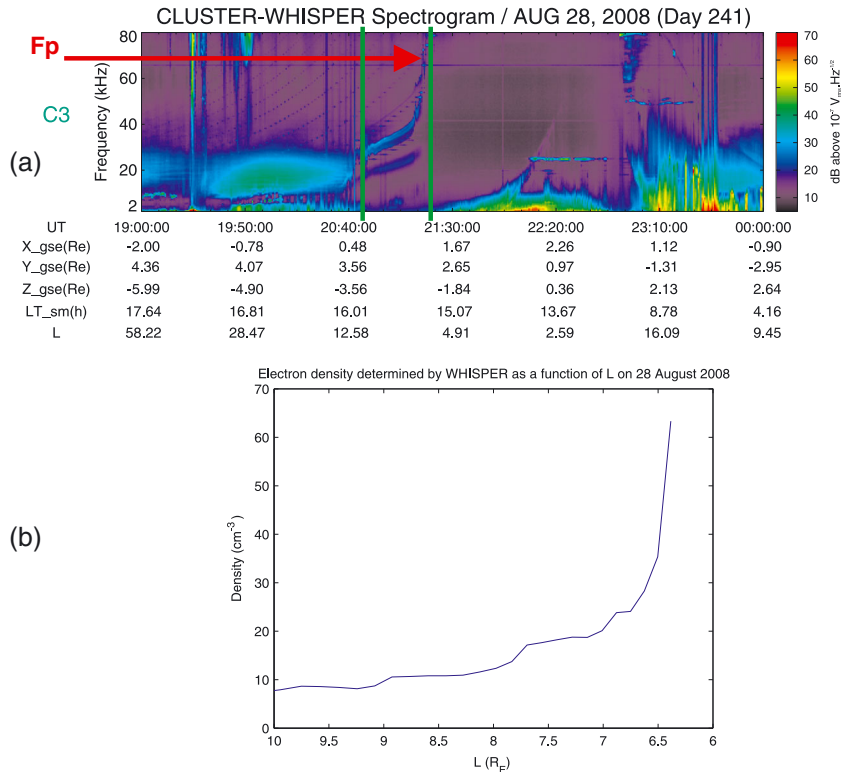 CLUSTER-WHISPER Spectrogram / AUG 28, 2008 (Day 241)
Fp
C3
(a)
Frequency (kHz)
80
60
40
20
2
70
60
50
40
30
20
10
dB above 10⁻⁷ Vrms.Hz⁻¹/²
UT 19:00:00 19:50:00 20:40:00 21:30:00 22:20:00 23:10:00 00:00:00
X_gse(Re) -2.00 -0.78 0.48 1.67 2.26 1.12 -0.90
Y_gse(Re) 4.36 4.07 3.56 2.65 0.97 -1.31 -2.95
Z_gse(Re) -5.99 -4.90 -3.56 -1.84 0.36 2.13 2.64
LT_sm(h) 17.64 16.81 16.01 15.07 13.67 8.78 4.16
L 58.22 28.47 12.58 4.91 2.59 16.09 9.45
Electron density determined by WHISPER as a function of L on 28 August 2008
(b)
Density (cm⁻³)
70
60
50
40
30
20
10
0
10 9.5 9 8.5 8 7.5 7 6.5 6
L (R_E)